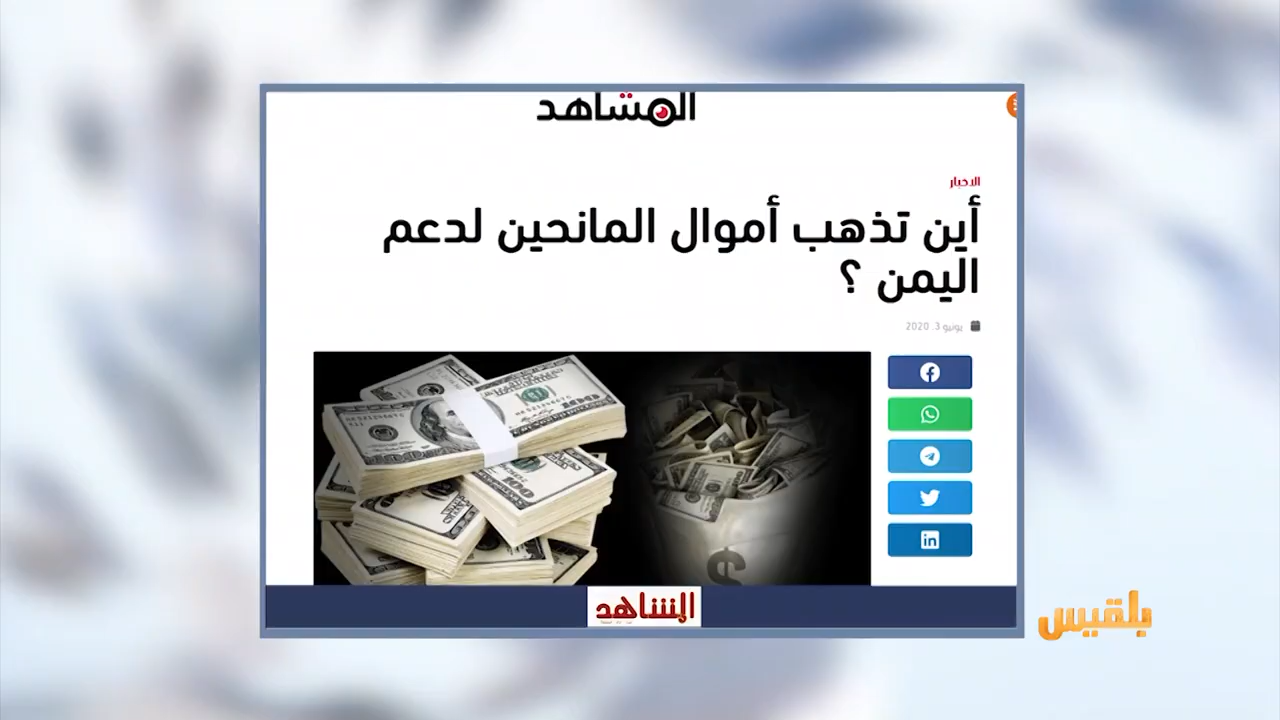 المشاهد
الاخبار
أين تذهب أموال المانحين لدعم
اليمن ؟
يونيو 3, 2020
$
المشاهد
بلقيس